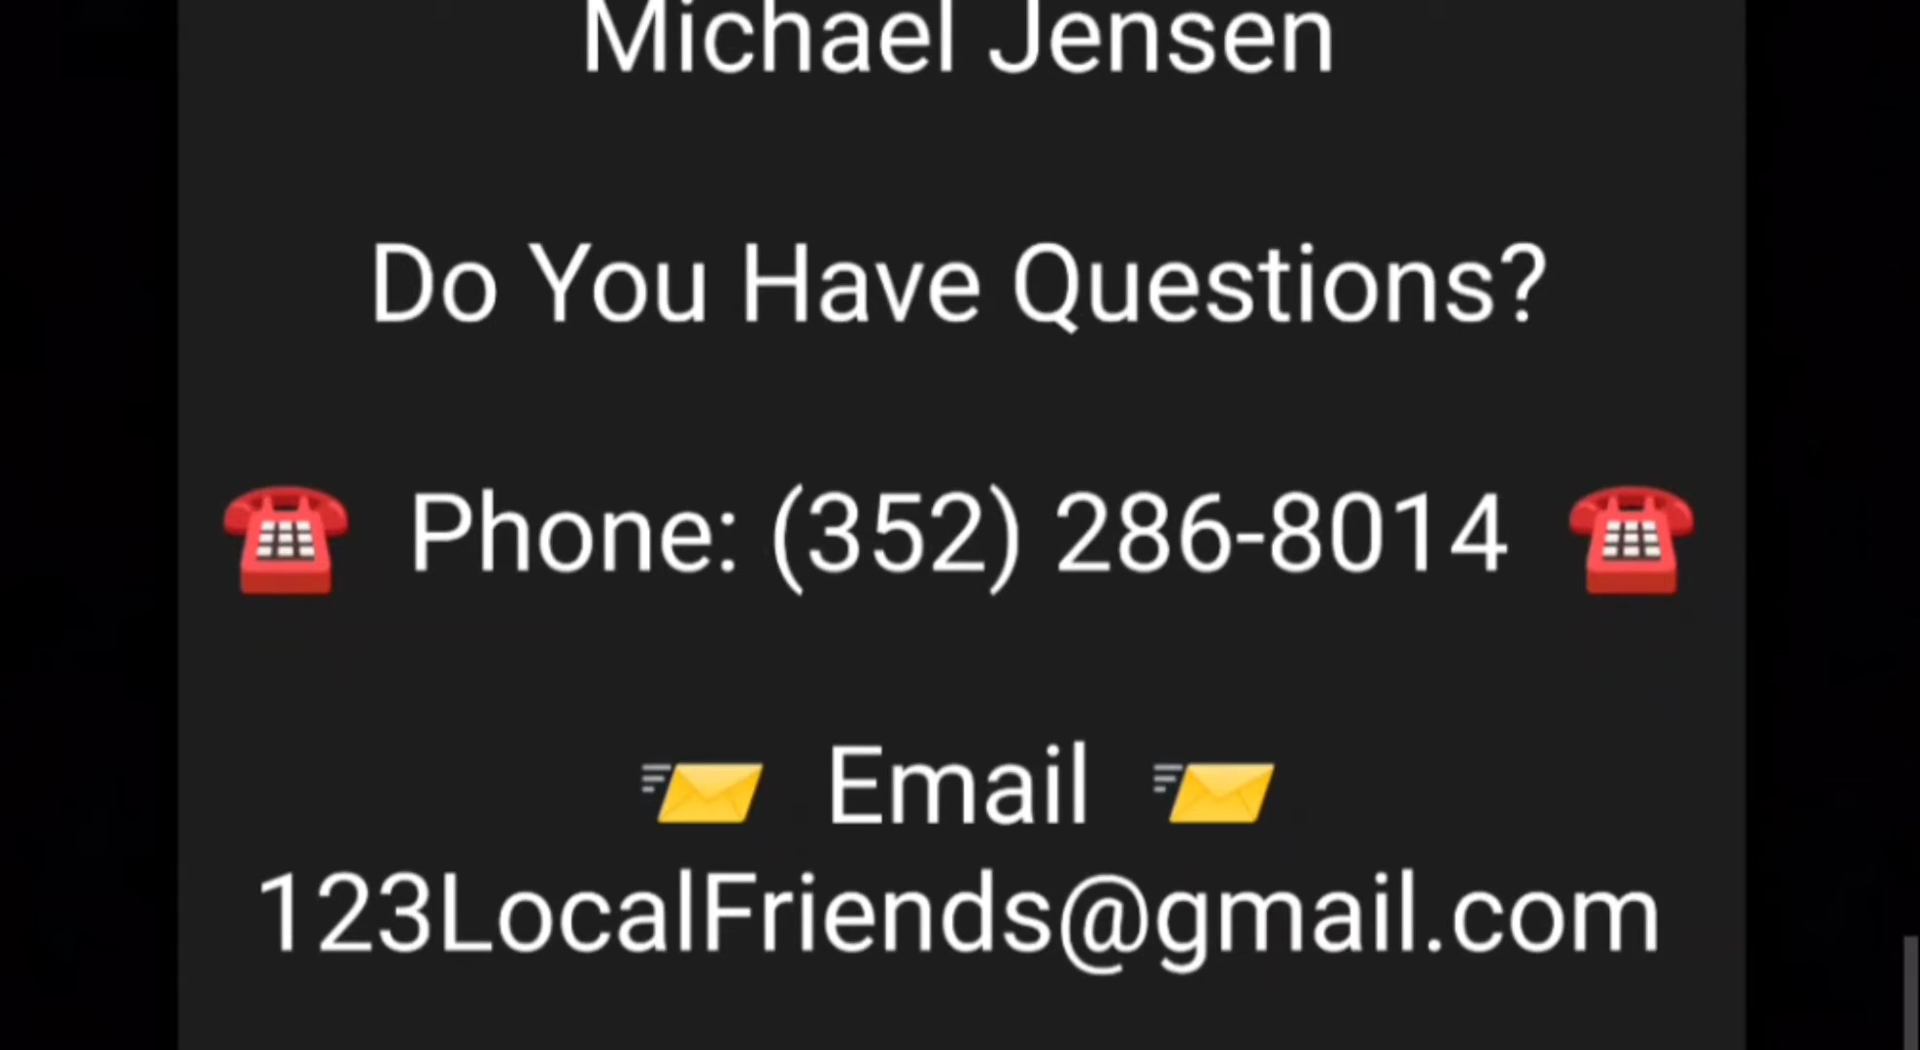 Michael Jensen
Do You Have Questions?
☎️ Phone: (352) 286-8014 ☎️
📨 Email 📨
123LocalFriends@gmail.com